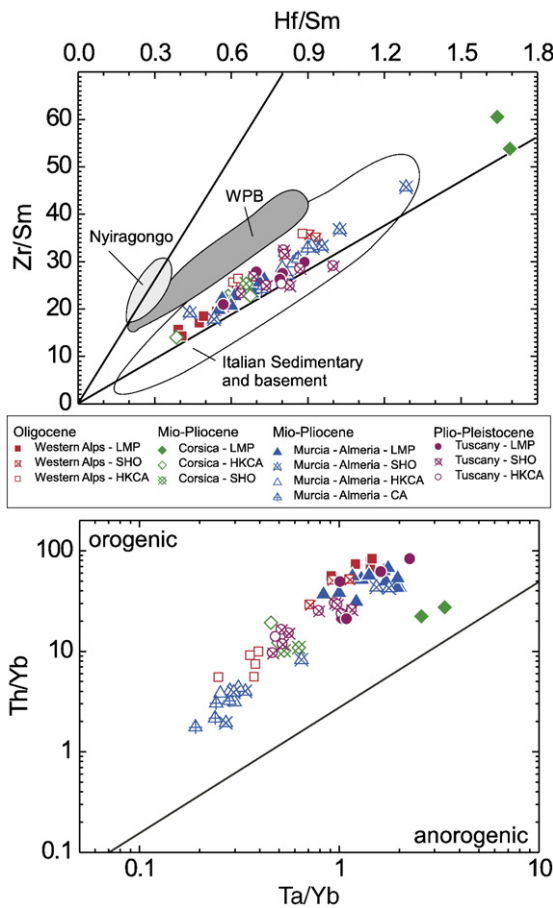 Hf/Sm
0.0 0.3 0.6 0.9 1.2 1.5 1.8
60
50
40
30
20
10
0
Zr/Sm
WPB
Nyiragongo
Italian Sedimentary
and basement
Oligocene
Western Alps - LMP
Western Alps - SHO
Western Alps - HKCA
Mio-Pliocene
Corsica - LMP
Corsica - HKCA
Corsica - SHO
Mio-Pliocene
Murcia - Almeria - LMP
Murcia - Almeria - SHO
Murcia - Almeria - HKCA
Murcia - Almeria - CA
Plio-Pleistocene
Tuscany - LMP
Tuscany - SHO
Tuscany - HKCA
orogenic
100
10
1
0.1
Th/Yb
anorogenic
0.1 1 10
Ta/Yb